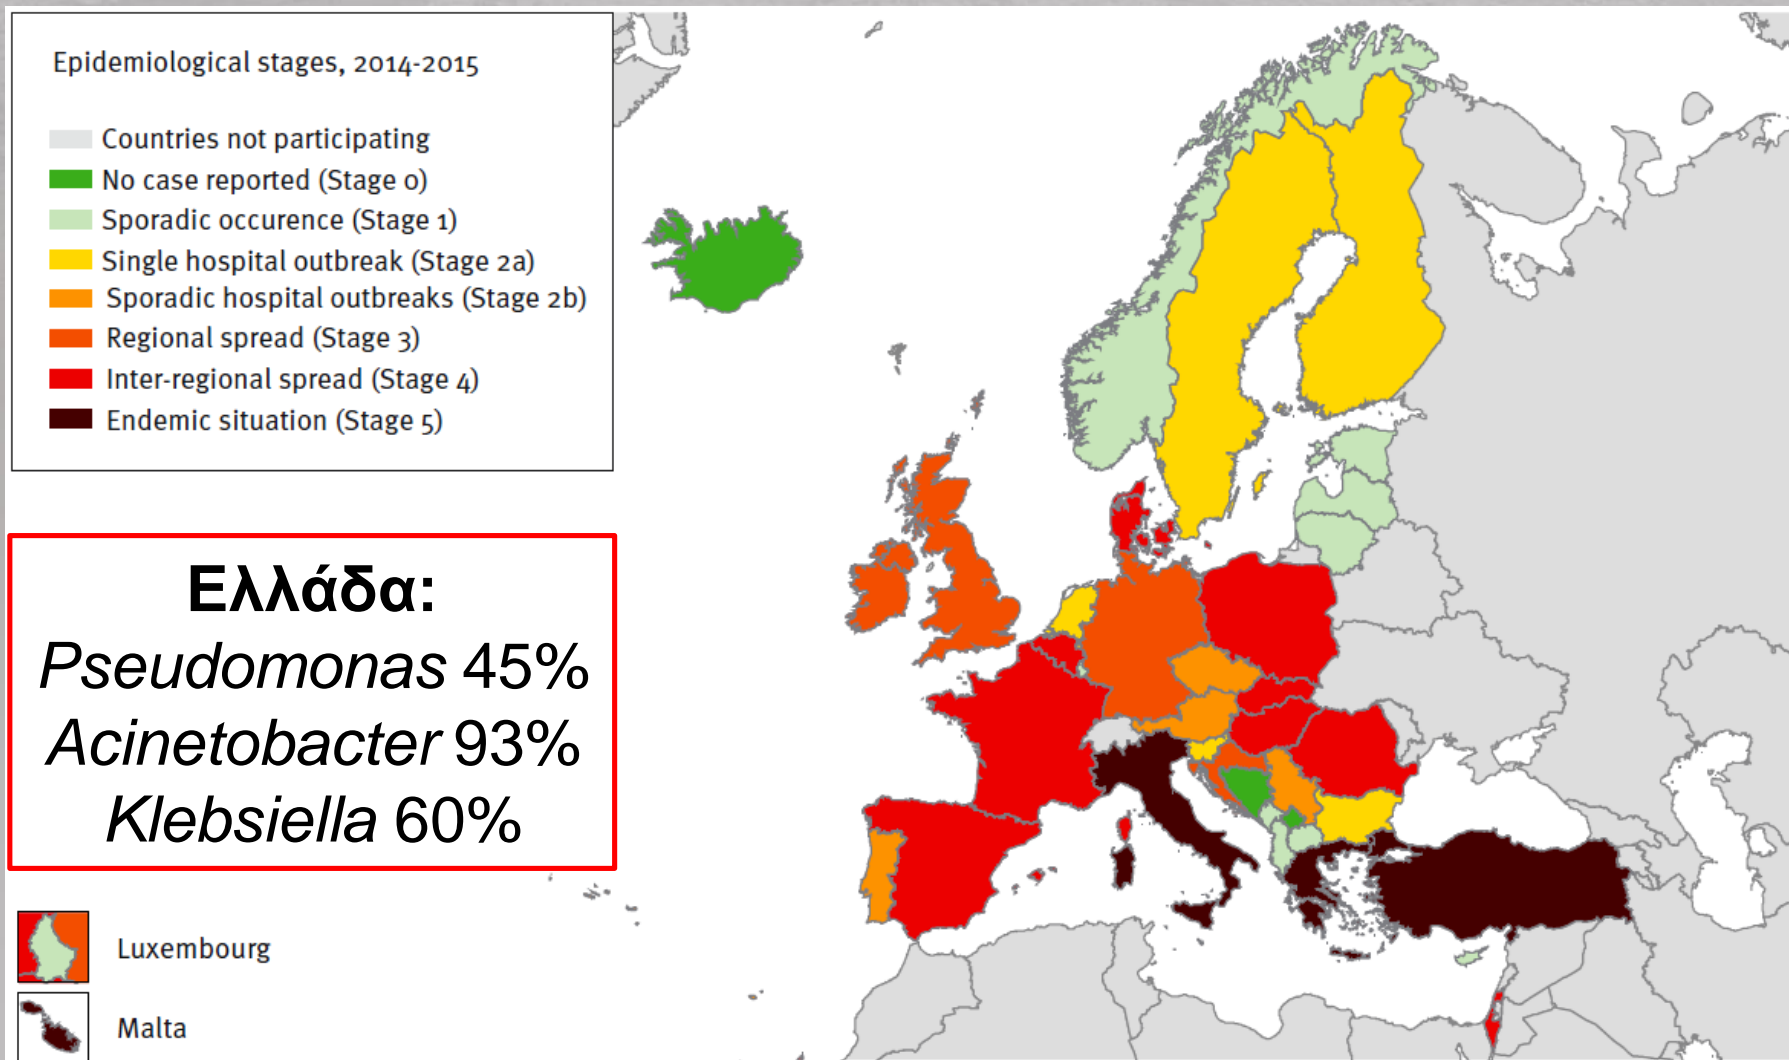 Epidemiological stages, 2014-2015
Countries not participating
No case reported (Stage 0)
Sporadic occurence (Stage 1)
Single hospital outbreak (Stage 2a)
Sporadic hospital outbreaks (Stage 2b)
Regional spread (Stage 3)
Inter-regional spread (Stage 4)
Endemic situation (Stage 5)
Ελλάδα:
Pseudomonas 45%
Acinetobacter 93%
Klebsiella 60%
Luxembourg
Malta